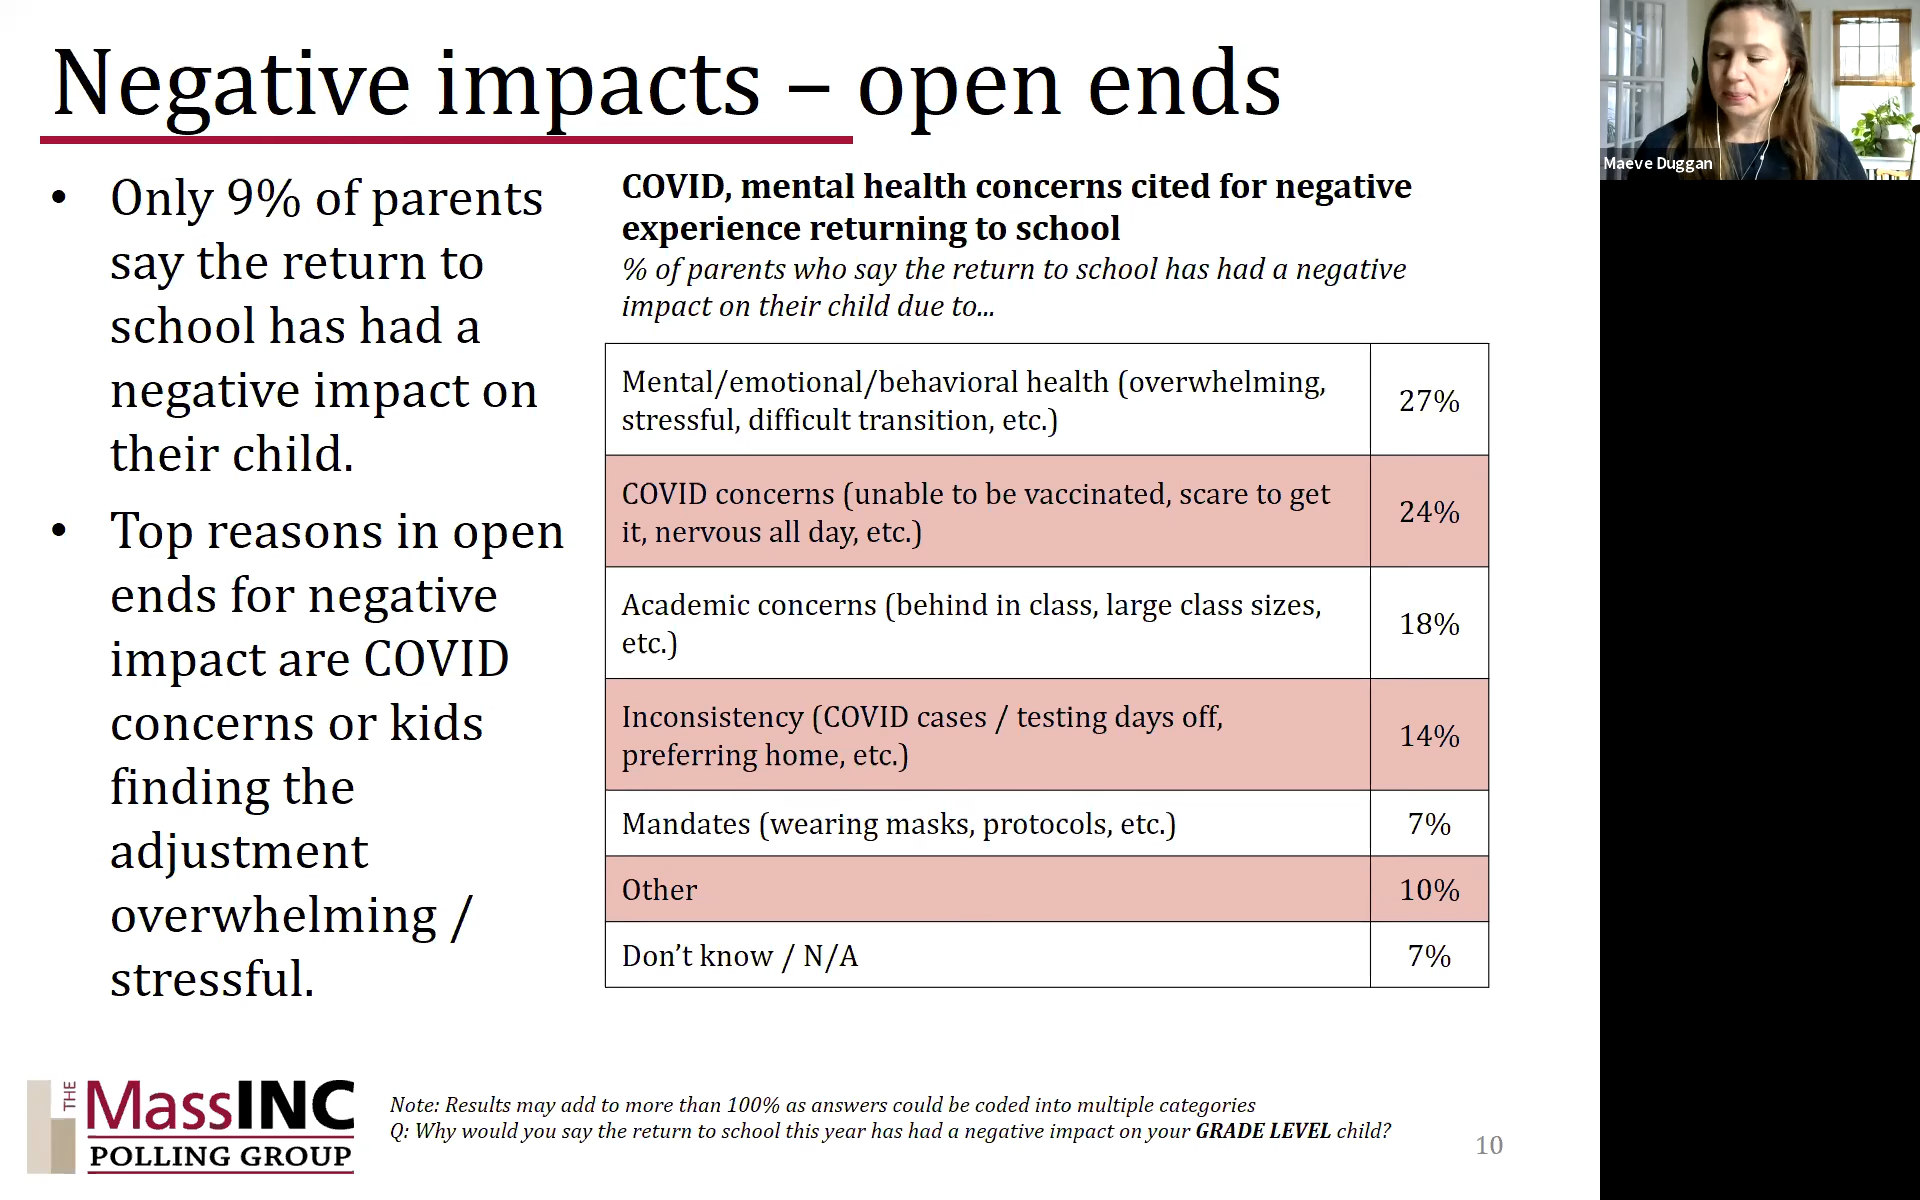 Negative impacts – open ends
• Only 9% of parents
say the return to
school has had a
negative impact on
their child.
• Top reasons in open
ends for negative
impact are COVID
concerns or kids
finding the
adjustment
overwhelming /
stressful.
COVID, mental health concerns cited for negative
experience returning to school
% of parents who say the return to school has had a negative
impact on their child due to...
Mental/emotional/behavioral health (overwhelming,
stressful, difficult transition, etc.)
27%
COVID concerns (unable to be vaccinated, scare to get
it, nervous all day, etc.)
24%
Academic concerns (behind in class, large class sizes,
etc.)
18%
Inconsistency (COVID cases / testing days off,
preferring home, etc.)
14%
Mandates (wearing masks, protocols, etc.) 7%
Other 10%
Don’t know / N/A 7%
THE
MassINC
POLLING GROUP
Note: Results may add to more than 100% as answers could be coded into multiple categories
Q: Why would you say the return to school this year has had a negative impact on your GRADE LEVEL child?
10
Maeve Duggan